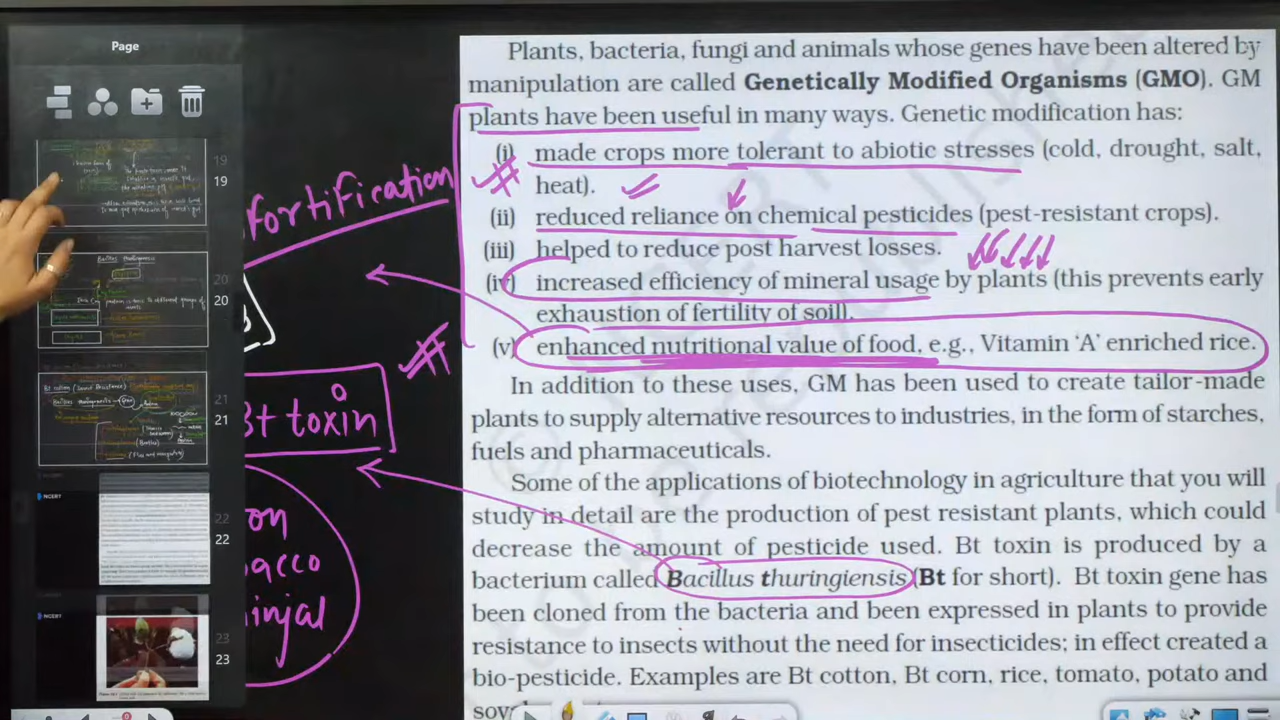 Page
19
19
20
20
21
21
NCERT
22
22
NCERT
23
23
Bacillus thuringiensis
fortification
Bt toxin
on
acco
injal
Plants, bacteria, fungi and animals whose genes have been altered by
manipulation are called Genetically Modified Organisms (GMO). GM
plants have been useful in many ways. Genetic modification has:
(i) made crops more tolerant to abiotic stresses (cold, drought, salt,
heat).
(ii) reduced reliance on chemical pesticides (pest-resistant crops).
(iii) helped to reduce post harvest losses.
(iv) increased efficiency of mineral usage by plants (this prevents early
exhaustion of fertility of soil.
(v) enhanced nutritional value of food, e.g., Vitamin ‘A’ enriched rice.
In addition to these uses, GM has been used to create tailor-made
plants to supply alternative resources to industries, in the form of starches,
fuels and pharmaceuticals.
Some of the applications of biotechnology in agriculture that you will
study in detail are the production of pest resistant plants, which could
decrease the amount of pesticide used. Bt toxin is produced by a
bacterium called Bacillus thuringiensis (Bt for short). Bt toxin gene has
been cloned from the bacteria and been expressed in plants to provide
resistance to insects without the need for insecticides; in effect created a
bio-pesticide. Examples are Bt cotton, Bt corn, rice, tomato, potato and